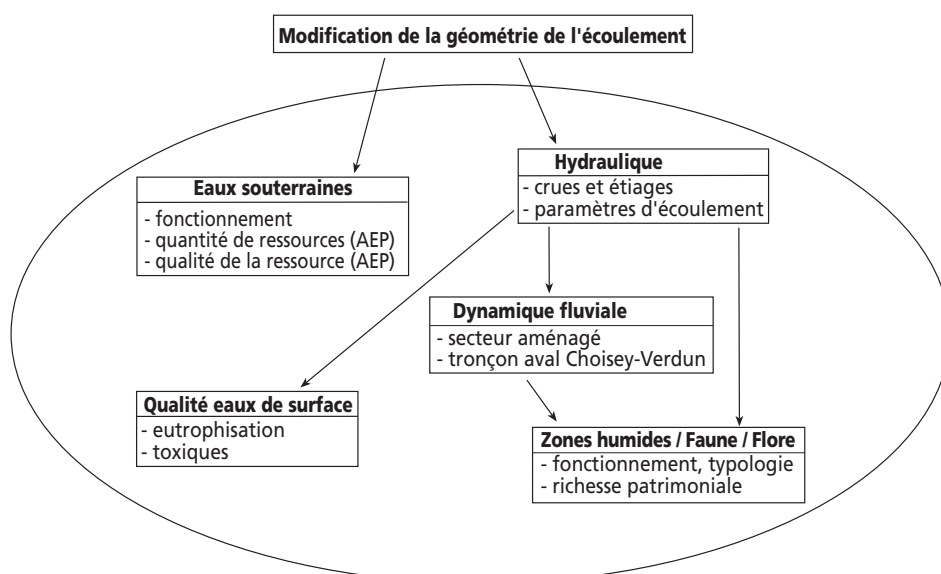 Modification de la géométrie de l'écoulement
Hydraulique
- crues et étiages
- paramètres d'écoulement
Eaux souterraines
- fonctionnement
- quantité de ressources (AEP)
- qualité de la ressource (AEP)
Dynamique fluviale
- secteur aménagé
- tronçon aval Choisey-Verdun
Qualité eaux de surface
- eutrophisation
- toxiques
Zones humides / Faune / Flore
- fonctionnement, typologie
- richesse patrimoniale